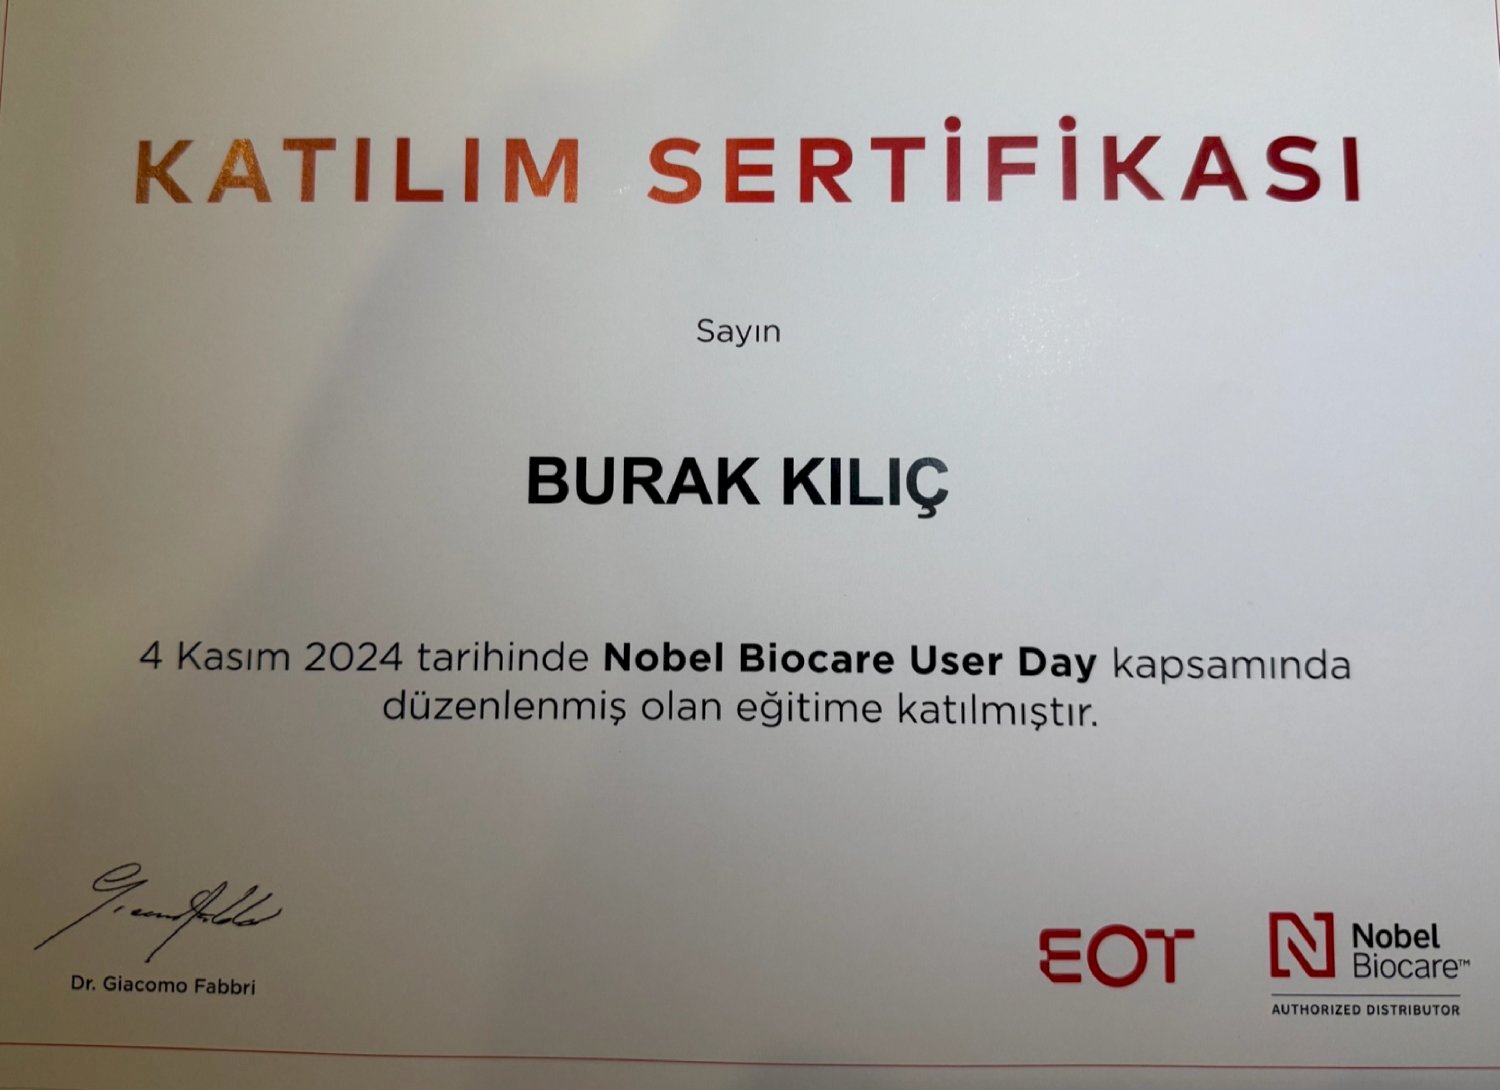 KATILIM SERTİFİKASI
Sayın
BURAK KILIÇ
4 Kasım 2024 tarihinde Nobel Biocare User Day kapsamında
düzenlenmiş olan eğitime katılmıştır.
Dr. Giacomo Fabbri
EOT
Nobel
Biocare™
AUTHORIZED DISTRIBUTOR